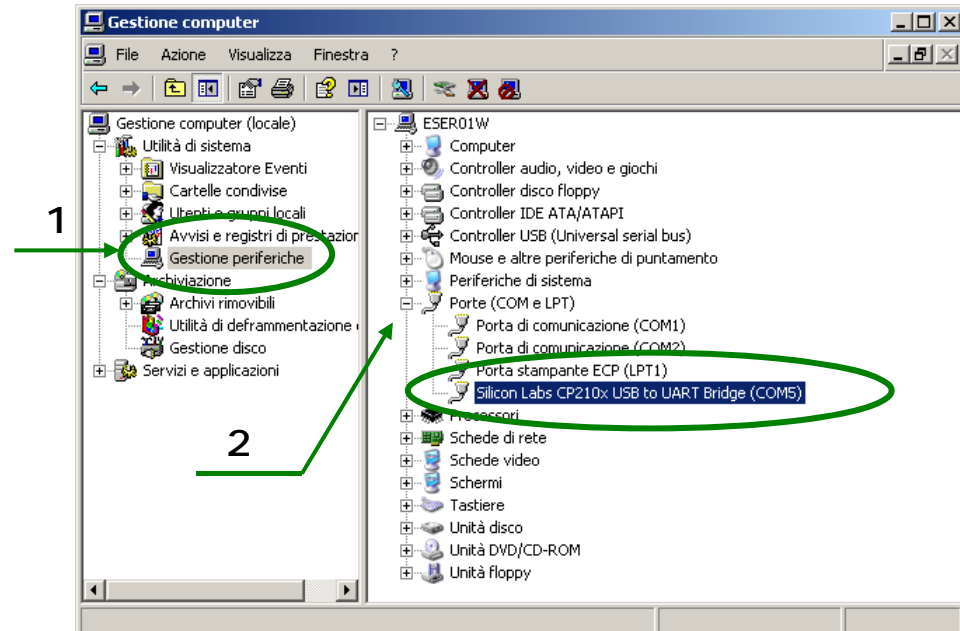 Gestione computer
File Azione Visualizza Finestra ?
Gestione computer (locale)
Utilità di sistema
Visualizzatore Eventi
Cartelle condivise
Utenti e gruppi locali
Avvisi e registri di prestazion
Gestione periferiche
Archiviazione
Archivi rimovibili
Utilità di deframmentazione
Gestione disco
Servizi e applicazioni
1
ESER01W
Computer
Controller audio, video e giochi
Controller disco floppy
Controller IDE ATA/ATAPI
Controller USB (Universal serial bus)
Mouse e altre periferiche di puntamento
Periferiche di sistema
Porte (COM e LPT)
Porta di comunicazione (COM1)
Porta di comunicazione (COM2)
Porta stampante ECP (LPT1)
Silicon Labs CP210x USB to UART Bridge (COM5)
Processori
Schede di rete
Schede video
Schermi
Tastiere
Unità disco
Unità DVD/CD-ROM
Unità floppy
2